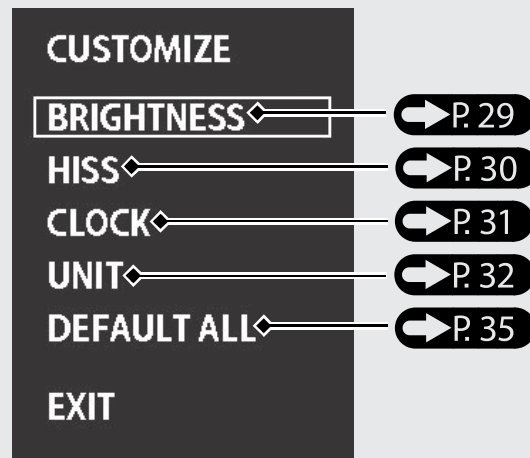 CUSTOMIZE
BRIGHTNESS P. 29
HISS P. 30
CLOCK P. 31
UNIT P. 32
DEFAULT ALL P. 35
EXIT